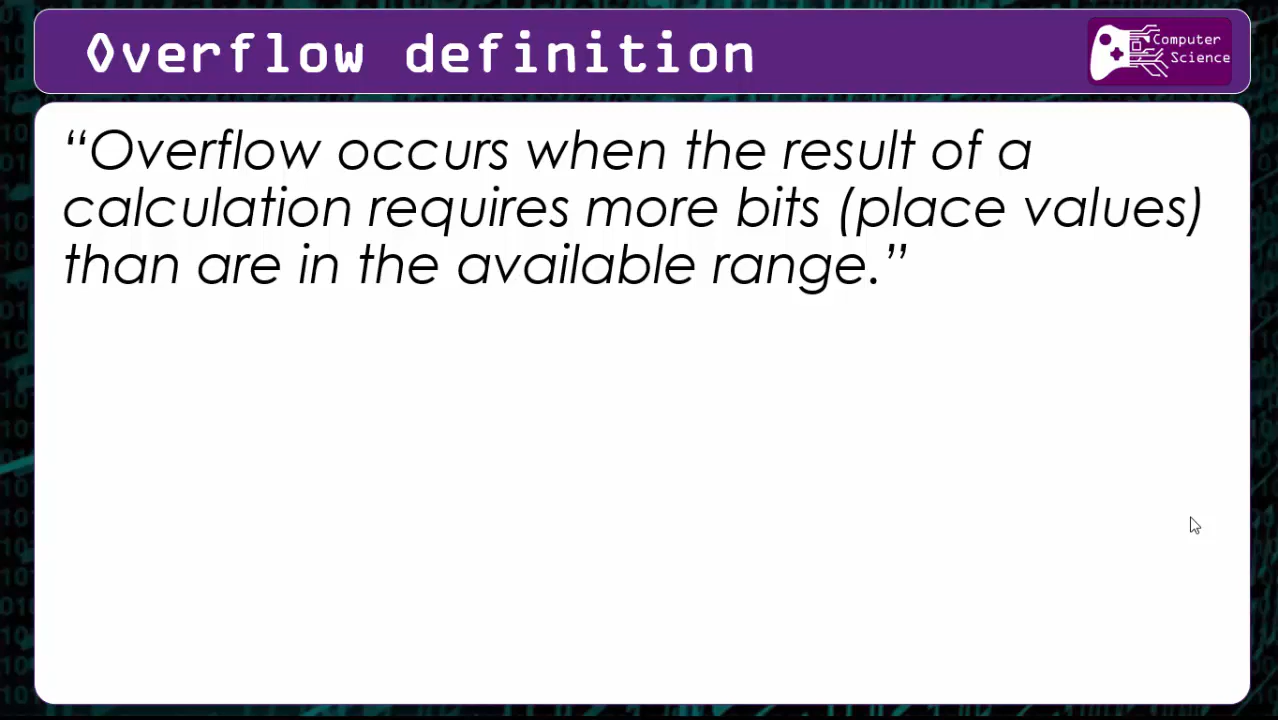 Overflow definition
Computer
Science
“Overflow occurs when the result of a
calculation requires more bits (place values)
than are in the available range.”